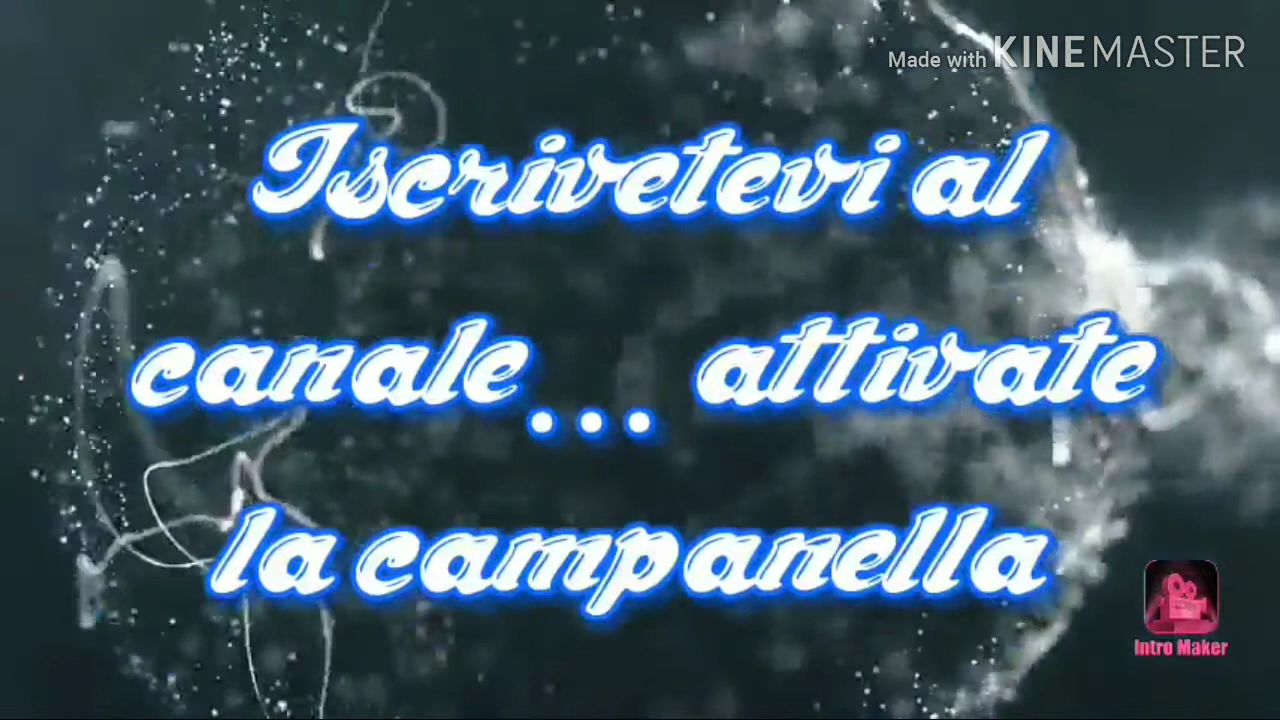 Made with KINEMASTER
Iscrivetevi al
canale... attivate
la campanella
Intro Maker